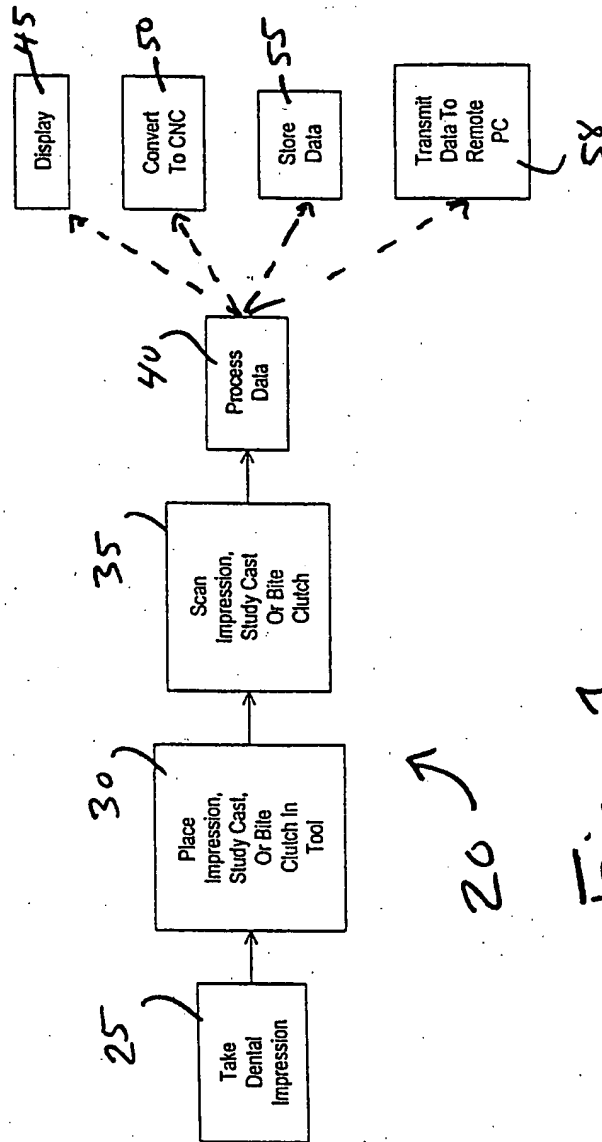 25
Take
Dental
Impression
30
Place
Impression,
Study Cast,
Or Bite
Clutch In
Tool
35
Scan
Impression,
Study Cast
Or Bite
Clutch
40
Process
Data
45
Display
50
Convert
To CNC
55
Store
Data
Transmit
Data To
Remote
PC
58
20
Fig. 1